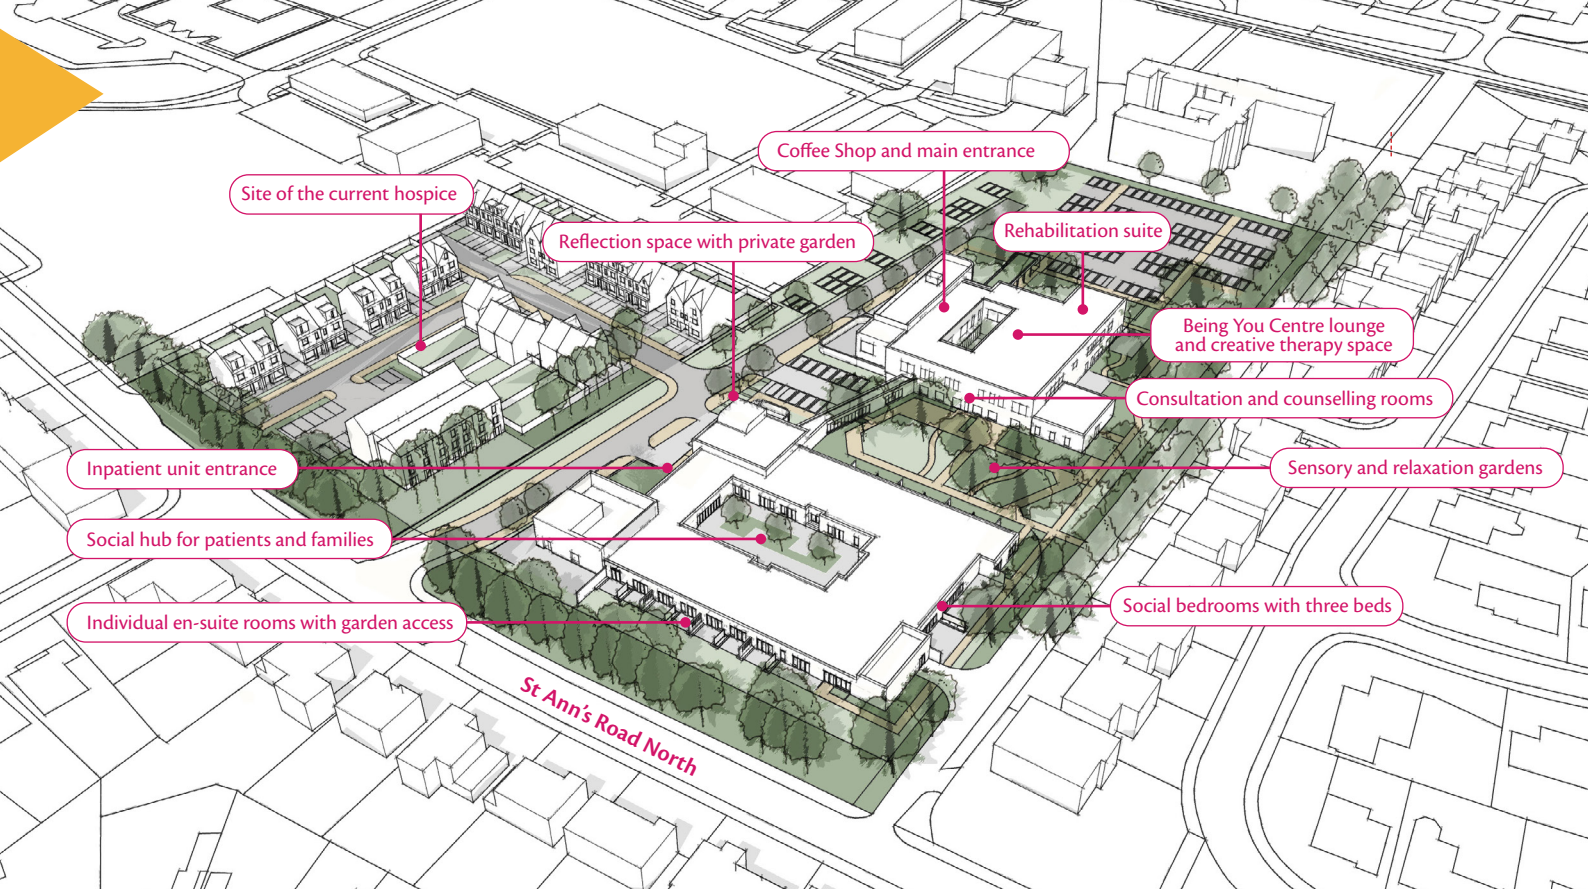 Coffee Shop and main entrance
Site of the current hospice
Reflection space with private garden
Rehabilitation suite
Being You Centre lounge
and creative therapy space
Consultation and counselling rooms
Inpatient unit entrance
Sensory and relaxation gardens
Social hub for patients and families
Individual en-suite rooms with garden access
Social bedrooms with three beds
St Ann's Road North